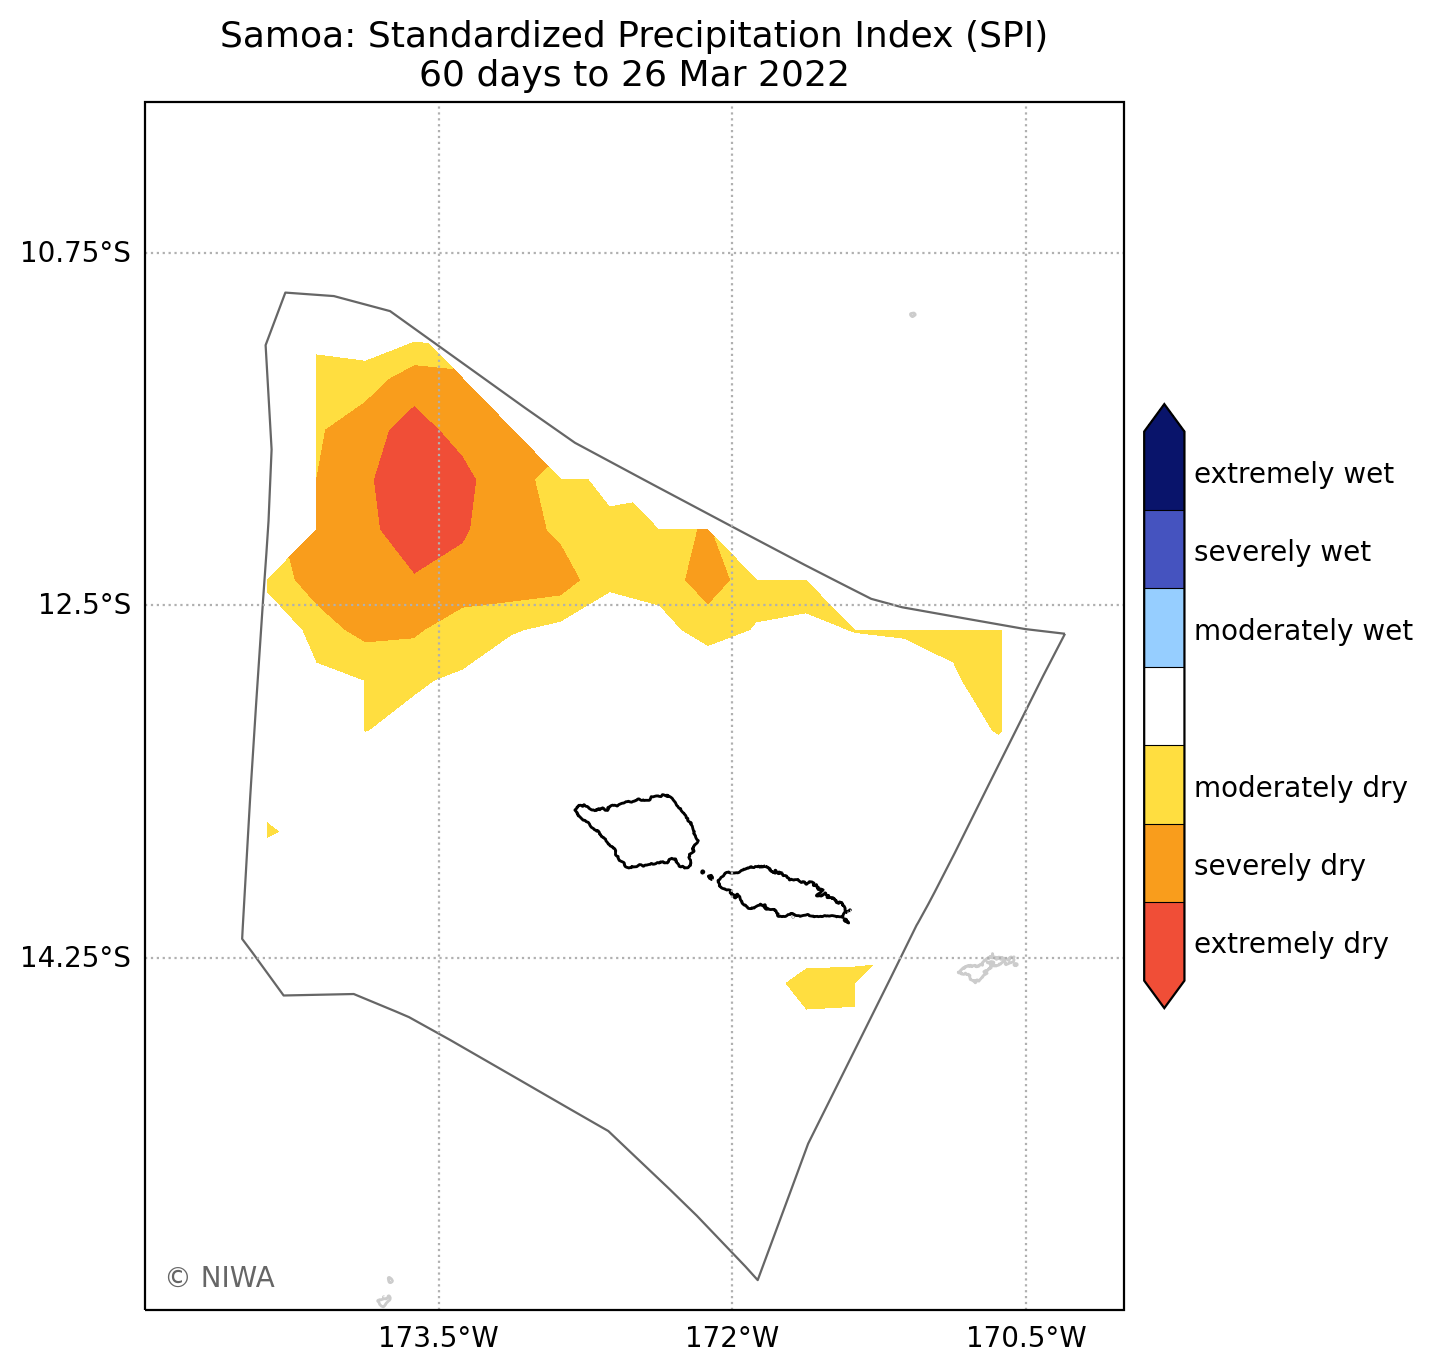 Samoa: Standardized Precipitation Index (SPI)
60 days to 26 Mar 2022
10.75°S
12.5°S
14.25°S
173.5°W
172°W
170.5°W
© NIWA
extremely wet
severely wet
moderately wet
moderately dry
severely dry
extremely dry